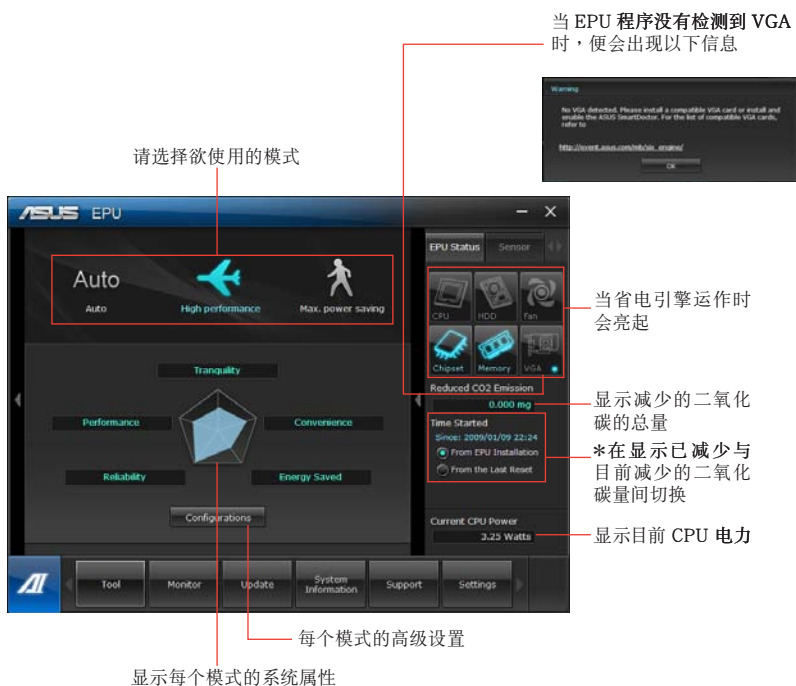 当 EPU 程序没有检测到 VGA
时，便会出现以下信息
Warning
No VGA detected. Please install a compatible VGA card or install and
enable the ASUS SmartDoctor. For the list of compatible VGA cards,
refer to
http://event.asus.com/mb/six_engine/
OK
请选择欲使用的模式
ASUS EPU
EPU Status Sensor
Auto
Auto
High performance
Max. power saving
CPU HDD Fan
Chipset Memory VGA
当省电引擎运作时
会亮起
Tranquility
Performance
Convenience
Reliability
Energy Saved
Configurations
Reduced CO2 Emission
0.000 mg
显示减少的二氧化
碳的总量
Time Started
Since: 2009/01/09 22:24
From EPU Installation
From the Last Reset
*在显示已减少与
目前减少的二氧化
碳量间切换
Current CPU Power
3.25 Watts
显示目前 CPU 电力
AI
Tool
Monitor
Update
System
Information
Support
Settings
每个模式的高级设置
显示每个模式的系统属性